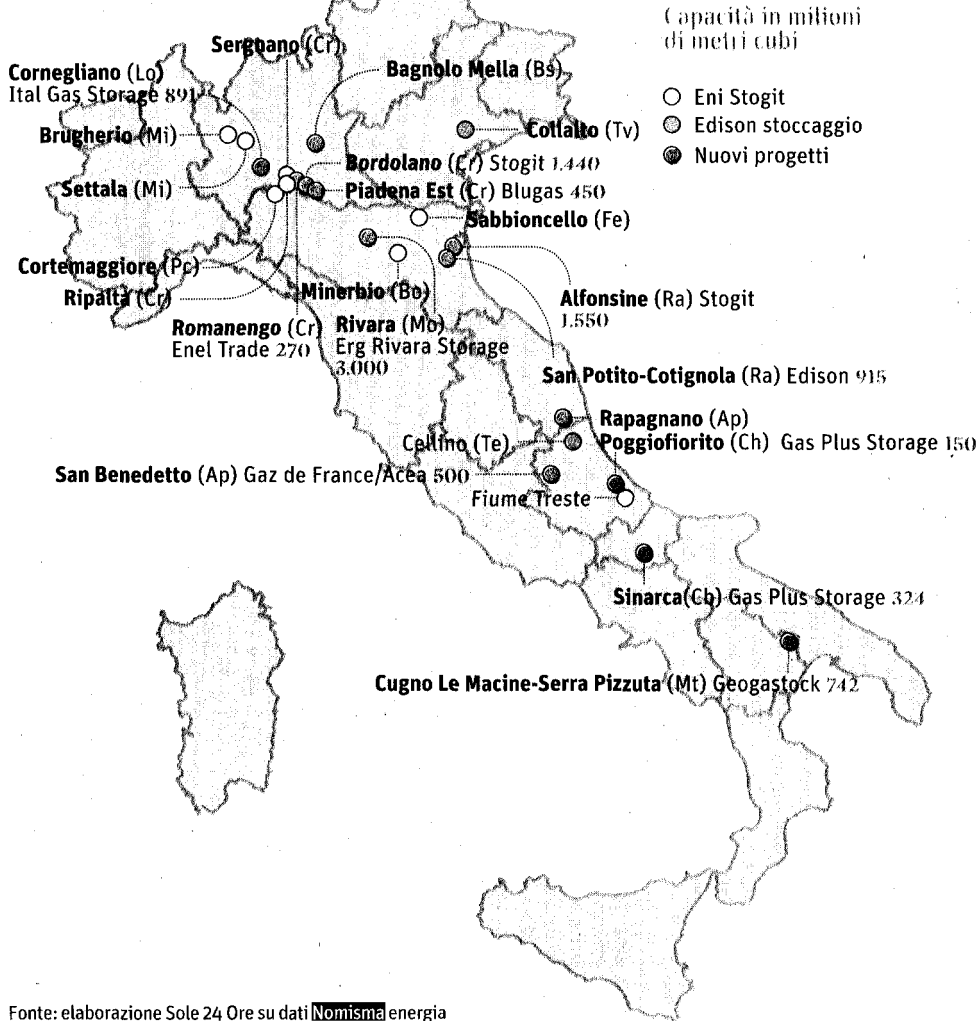 Capacità in milioni
di metri cubi
Eni Stogit
Edison stoccaggio
Nuovi progetti
Sergnano (Cr)
Cornegliano (Lo)
Ital Gas Storage 891
Bagnolo Mella (Bs)
Brugherio (Mi)
Collalto (Tv)
Bordolano (Cr) Stogit 1.440
Settala (Mi)
Piadena Est (Cr) Blugas 450
Sabbioncello (Fe)
Cortemaggiore (Pc)
Ripalta (Cr)
Minerbio (Bo)
Alfonsine (Ra) Stogit
1.550
Romanengo (Cr)
Enel Trade 270
Rivara (Mo)
Erg Rivara Storage
3.000
San Potito-Cotignola (Ra) Edison 915
Rapagnano (Ap)
Cellino (Te)
Poggiofiorito (Ch) Gas Plus Storage 150
San Benedetto (Ap) Gaz de France/Acea 500
Fiume Treste
Sinarca(Cb) Gas Plus Storage 324
Cugno Le Macine-Serra Pizzuta (Mt) Geogastock 742
Fonte: elaborazione Sole 24 Ore su dati Nomisma energia